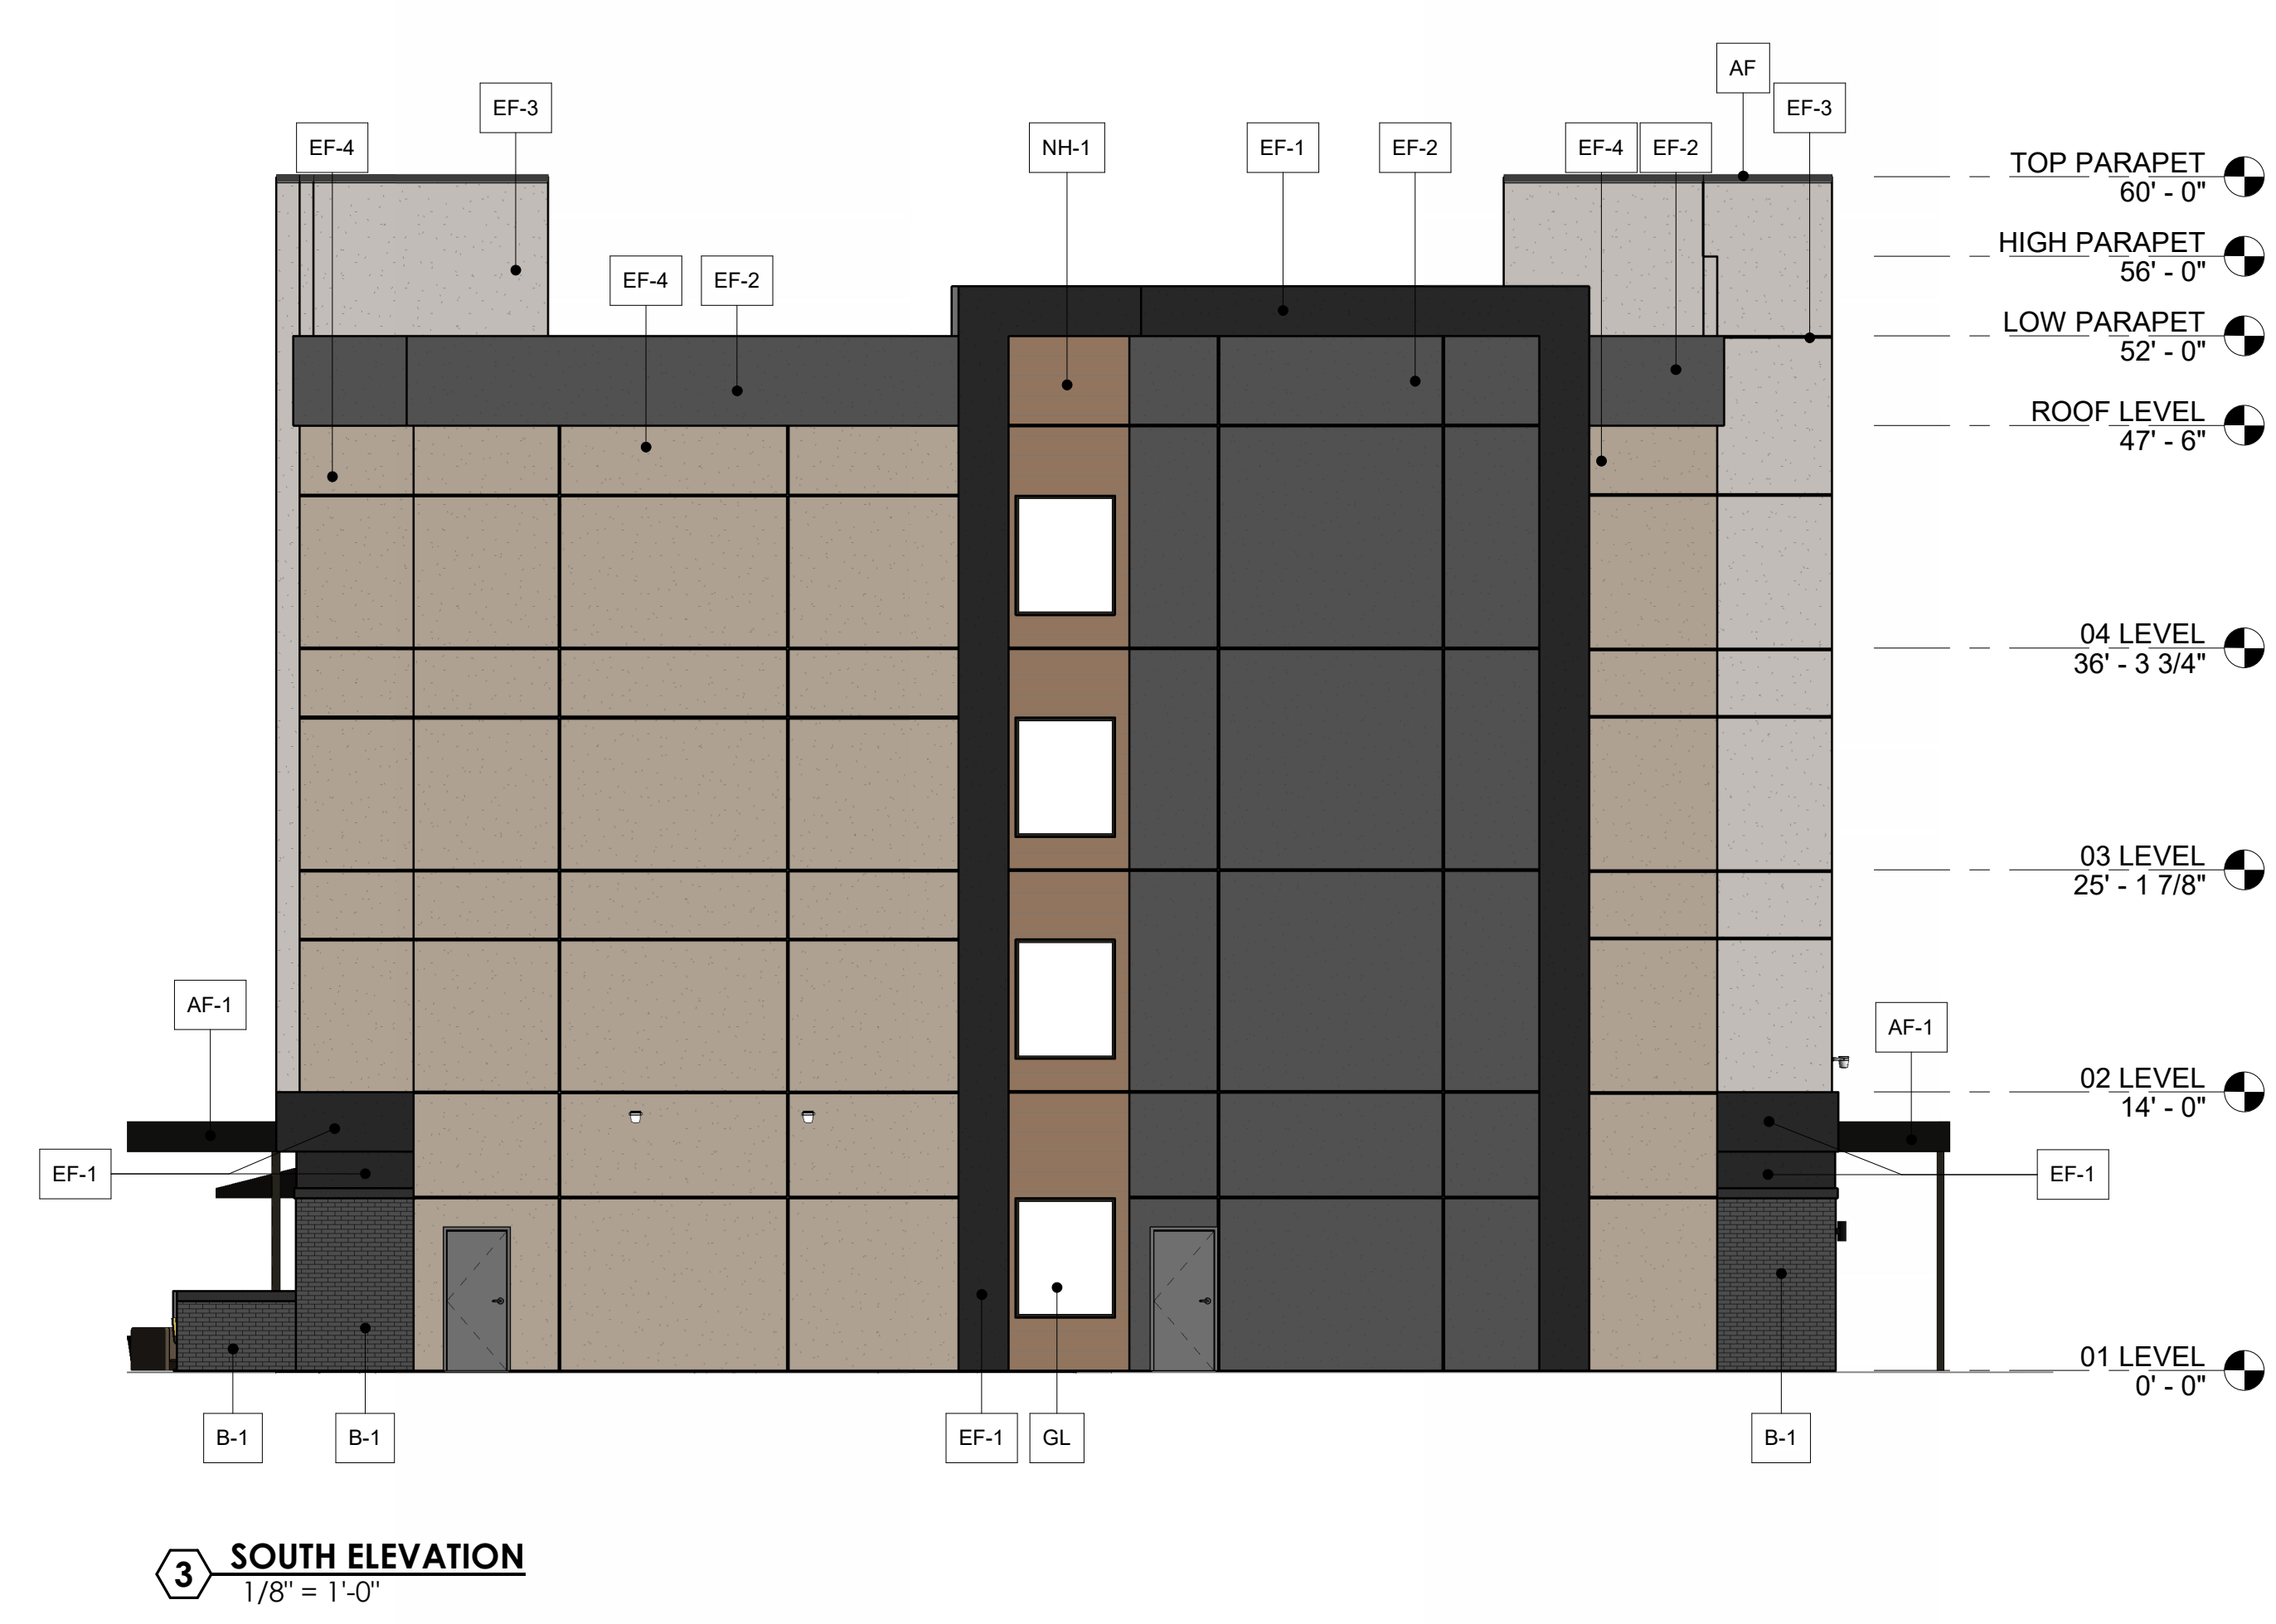 AF
EF-3
EF-3
EF-4
NH-1
EF-1
EF-2
EF-4
EF-2
TOP PARAPET
60' - 0"
HIGH PARAPET
56' - 0"
EF-4
EF-2
LOW PARAPET
52' - 0"
ROOF LEVEL
47' - 6"
04 LEVEL
36' - 3 3/4"
03 LEVEL
25' - 1 7/8"
AF-1
AF-1
02 LEVEL
14' - 0"
EF-1
EF-1
01 LEVEL
0' - 0"
B-1
B-1
EF-1
GL
B-1
3
SOUTH ELEVATION
1/8" = 1'-0"